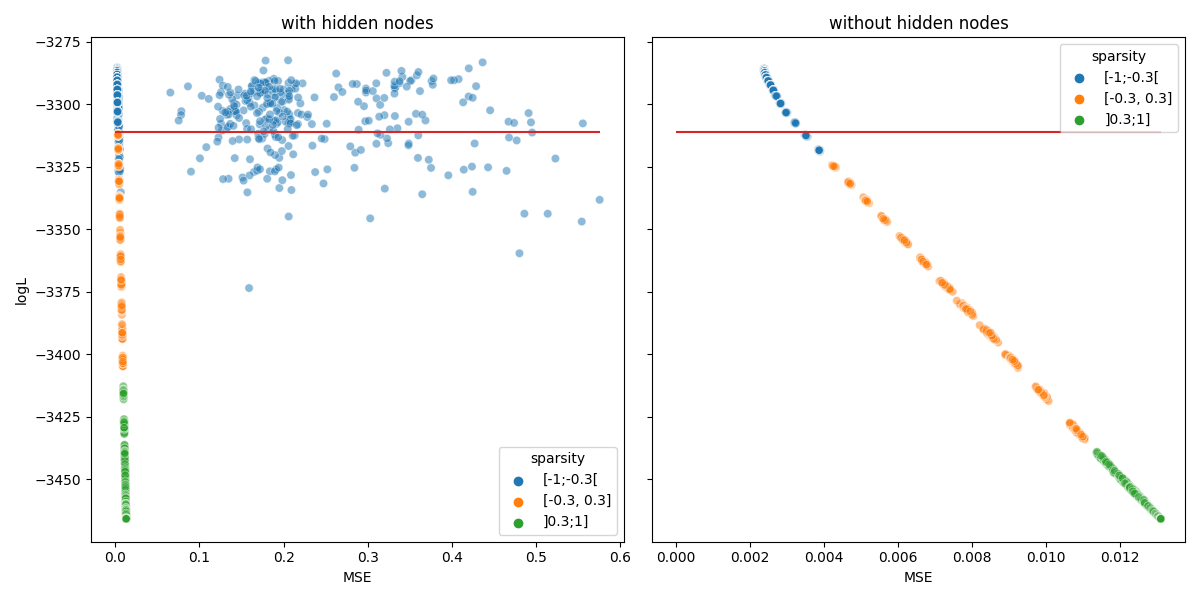 with hidden nodes
−3275
−3300
−3325
−3350
−3375
−3400
−3425
−3450
logL
sparsity
[-1;-0.3[
[-0.3, 0.3]
]0.3;1]
0.0 0.1 0.2 0.3 0.4 0.5 0.6
MSE
without hidden nodes
sparsity
[-1;-0.3[
[-0.3, 0.3]
]0.3;1]
0.000 0.002 0.004 0.006 0.008 0.010 0.012
MSE